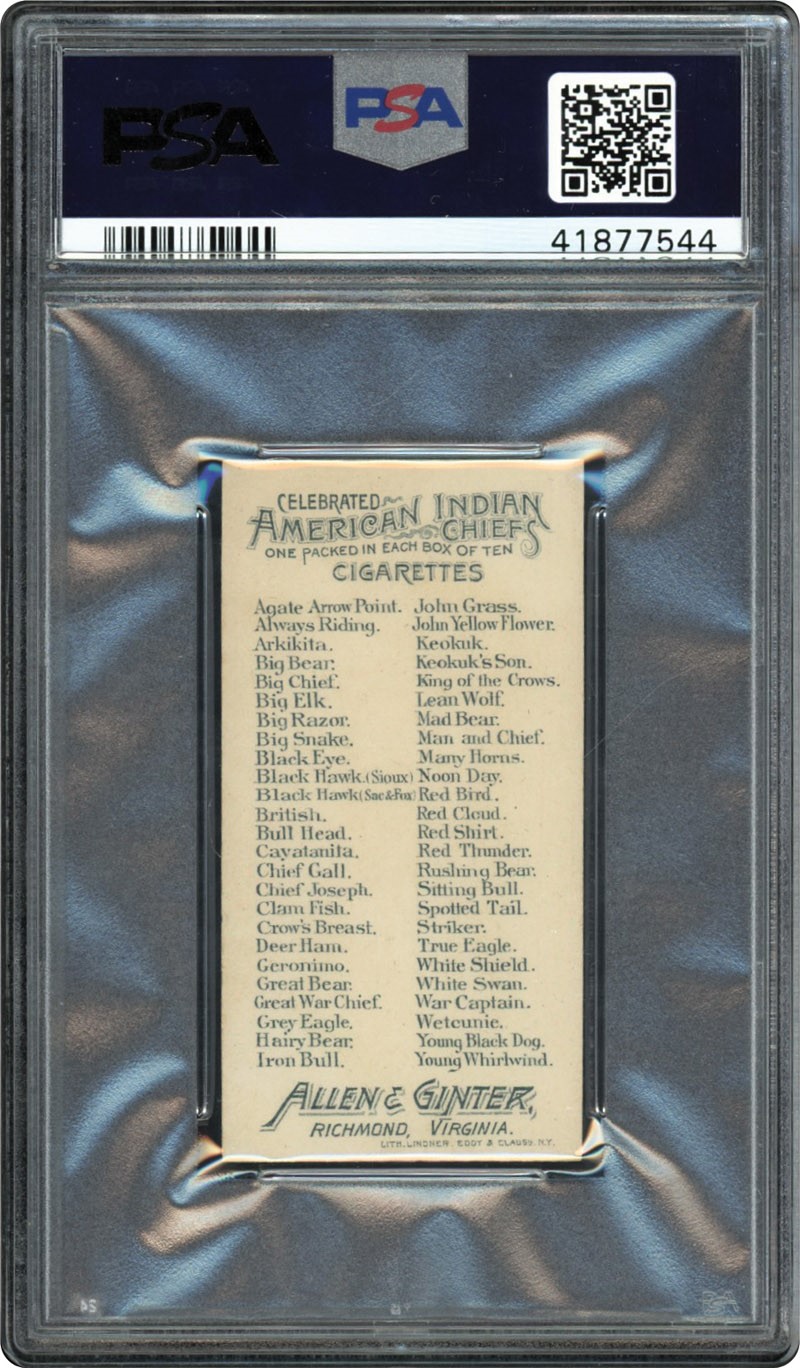 PSA
PSA
41877544
CELEBRATED
AMERICAN INDIAN
CHIEFS
ONE PACKED IN EACH BOX OF TEN
CIGARETTES
Agate Arrow Point. John Grass.
Always Riding. John Yellow Flower.
Arkikita. Keokuk.
Big Bear. Keokuk's Son.
Big Chief. King of the Crows.
Big Elk. Lean Wolf.
Big Razor. Mad Bear.
Big Snake. Man and Chief.
Black Eye. Many Horns.
Black Hawk.(Sioux) Noon Day.
Black Hawk(Sac&Fox) Red Bird.
British. Red Cloud.
Bull Head. Red Shirt.
Cayatanita. Red Thunder.
Chief Gall. Rushing Bear.
Chief Joseph. Sitting Bull.
Clam Fish. Spotted Tail.
Crow's Breast. Striker.
Deer Ham. True Eagle.
Geronimo. White Shield.
Great Bear. White Swan.
Great War Chief. War Captain.
Grey Eagle. Wetcunie.
Hairy Bear. Young Black Dog.
Iron Bull. Young Whirlwind.
ALLEN & GINTER,
RICHMOND, VIRGINIA.
LITH. LINDNER, EDDY & CLAUSS, N.Y.